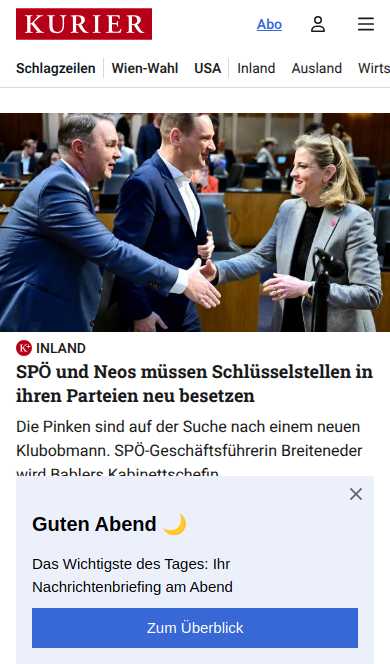 KURIER
Abo
Schlagzeilen Wien-Wahl USA Inland Ausland Wirts
K+ INLAND
SPÖ und Neos müssen Schlüsselstellen in
ihren Parteien neu besetzen
Die Pinken sind auf der Suche nach einem neuen
Klubobmann. SPÖ-Geschäftsführerin Breiteneder
wird Bablers Kabinettschefin
Guten Abend 🌙
Das Wichtigste des Tages: Ihr
Nachrichtenbriefing am Abend
Zum Überblick